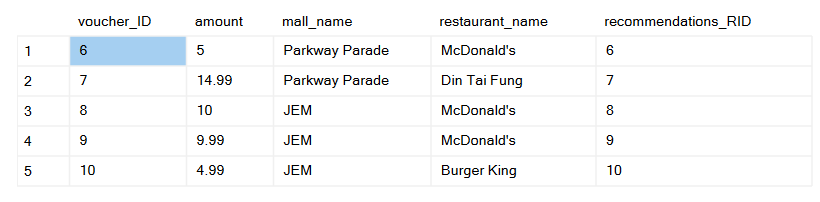 voucher_ID amount mall_name restaurant_name recommendations_RID
1 6 5 Parkway Parade McDonald's 6
2 7 14.99 Parkway Parade Din Tai Fung 7
3 8 10 JEM McDonald's 8
4 9 9.99 JEM McDonald's 9
5 10 4.99 JEM Burger King 10